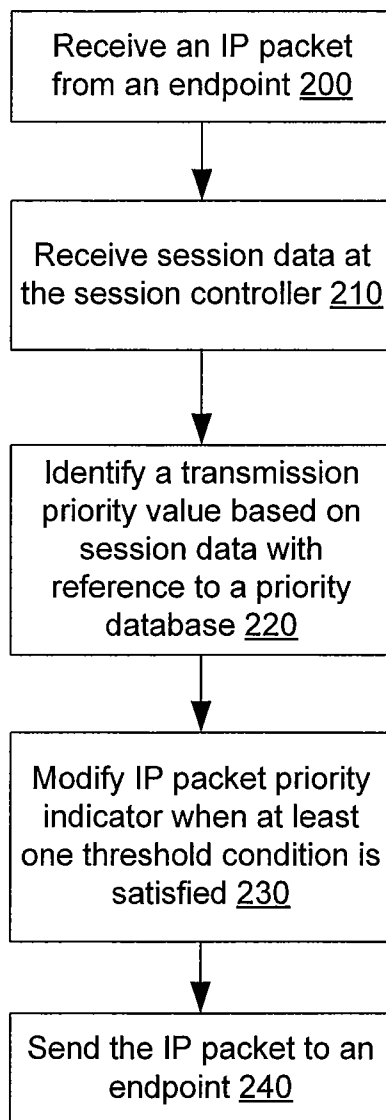 Receive an IP packet
from an endpoint 200
Receive session data at
the session controller 210
Identify a transmission
priority value based on
session data with
reference to a priority
database 220
Modify IP packet priority
indicator when at least
one threshold condition is
satisfied 230
Send the IP packet to an
endpoint 240